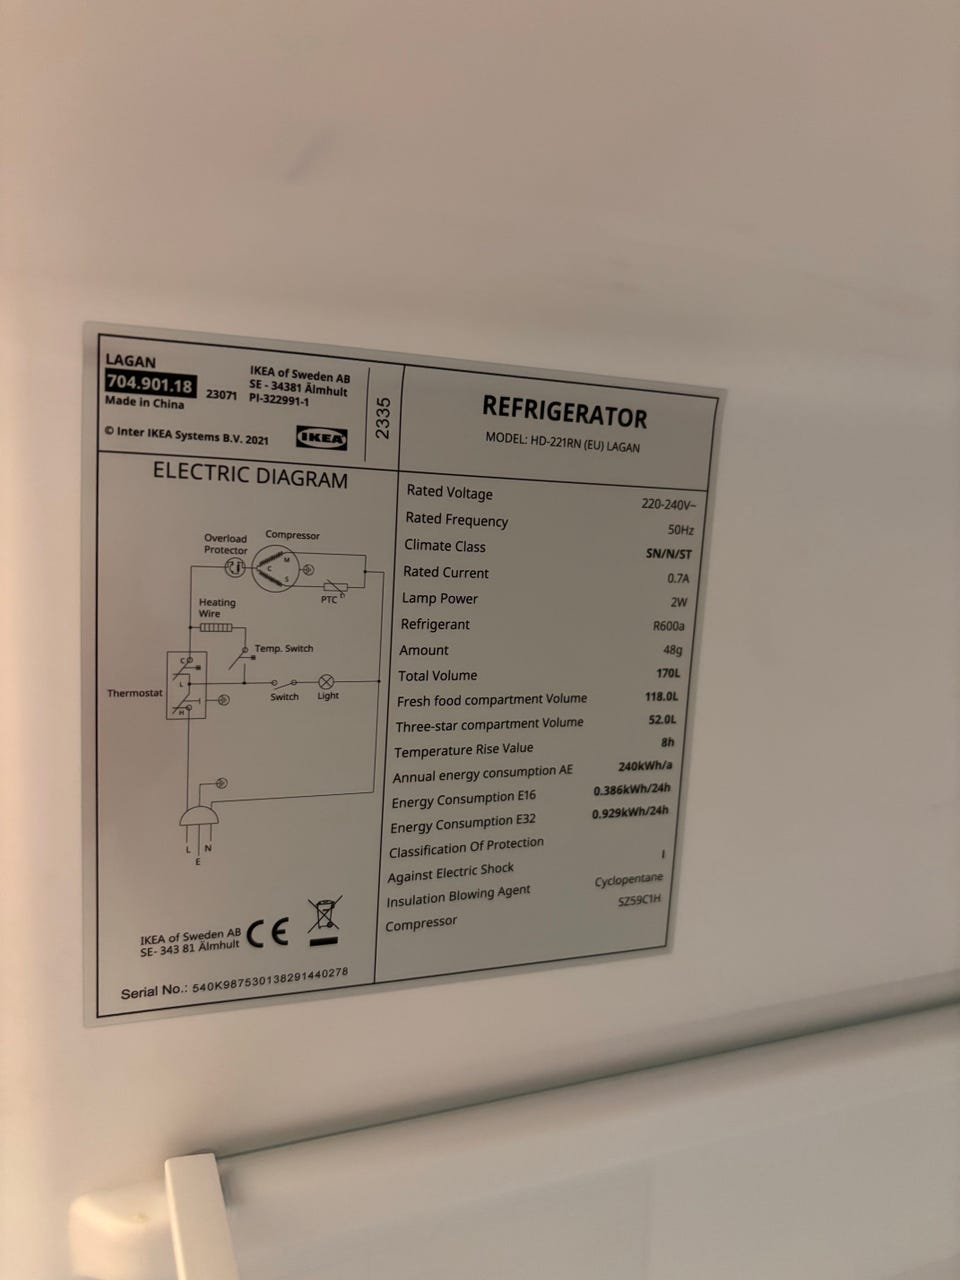 LAGAN
704.901.18
Made in China
23071
IKEA of Sweden AB
SE - 34381 Älmhult
PI-322991-1
© Inter IKEA Systems B.V. 2021
IKEA
2335
REFRIGERATOR
MODEL: HD-221RN (EU) LAGAN
ELECTRIC DIAGRAM
Overload
Protector
Compressor
M
C
S
PTC
Heating
Wire
Temp. Switch
C
L
Thermostat
H
Switch
Light
L
N
E
IKEA of Sweden AB
SE- 343 81 Älmhult
CE
Serial No.: 540K987530138291440278
Rated Voltage 220-240V~
Rated Frequency 50Hz
Climate Class SN/N/ST
Rated Current 0.7A
Lamp Power 2W
Refrigerant R600a
Amount 48g
Total Volume 170L
Fresh food compartment Volume 118.0L
Three-star compartment Volume 52.0L
Temperature Rise Value 8h
Annual energy consumption AE 240kWh/a
Energy Consumption E16 0.386kWh/24h
Energy Consumption E32 0.929kWh/24h
Classification Of Protection
Against Electric Shock I
Insulation Blowing Agent Cyclopentane
Compressor SZ59C1H